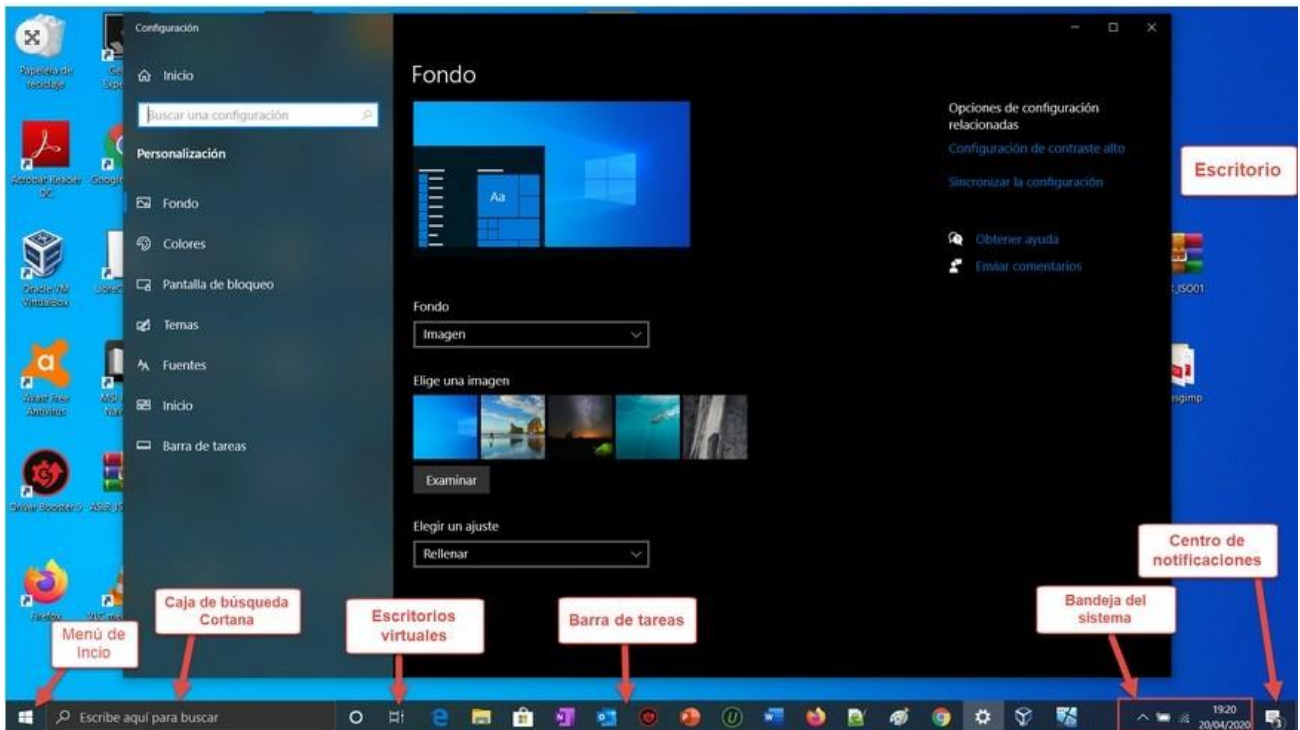 Configuración
Inicio
Buscar una configuración
Personalización
Fondo
Colores
Pantalla de bloqueo
Temas
Fuentes
Inicio
Barra de tareas
Fondo
Aa
Fondo
Imagen
Elige una imagen
Examinar
Elegir un ajuste
Rellenar
Opciones de configuración
relacionadas
Configuración de contraste alto
Sincronizar la configuración
Obtener ayuda
Enviar comentarios
Papelera de
reciclaje
Acrobat Reader
DC
Oracle VM
VirtualBox
Avast Free
Antivirus
Driver Booster 5
Firefox
Escritorio
Menú de
Incio
Caja de búsqueda
Cortana
Escritorios
virtuales
Barra de tareas
Bandeja del
sistema
Centro de
notificaciones
Escribe aquí para buscar
19:20
20/04/2020
3